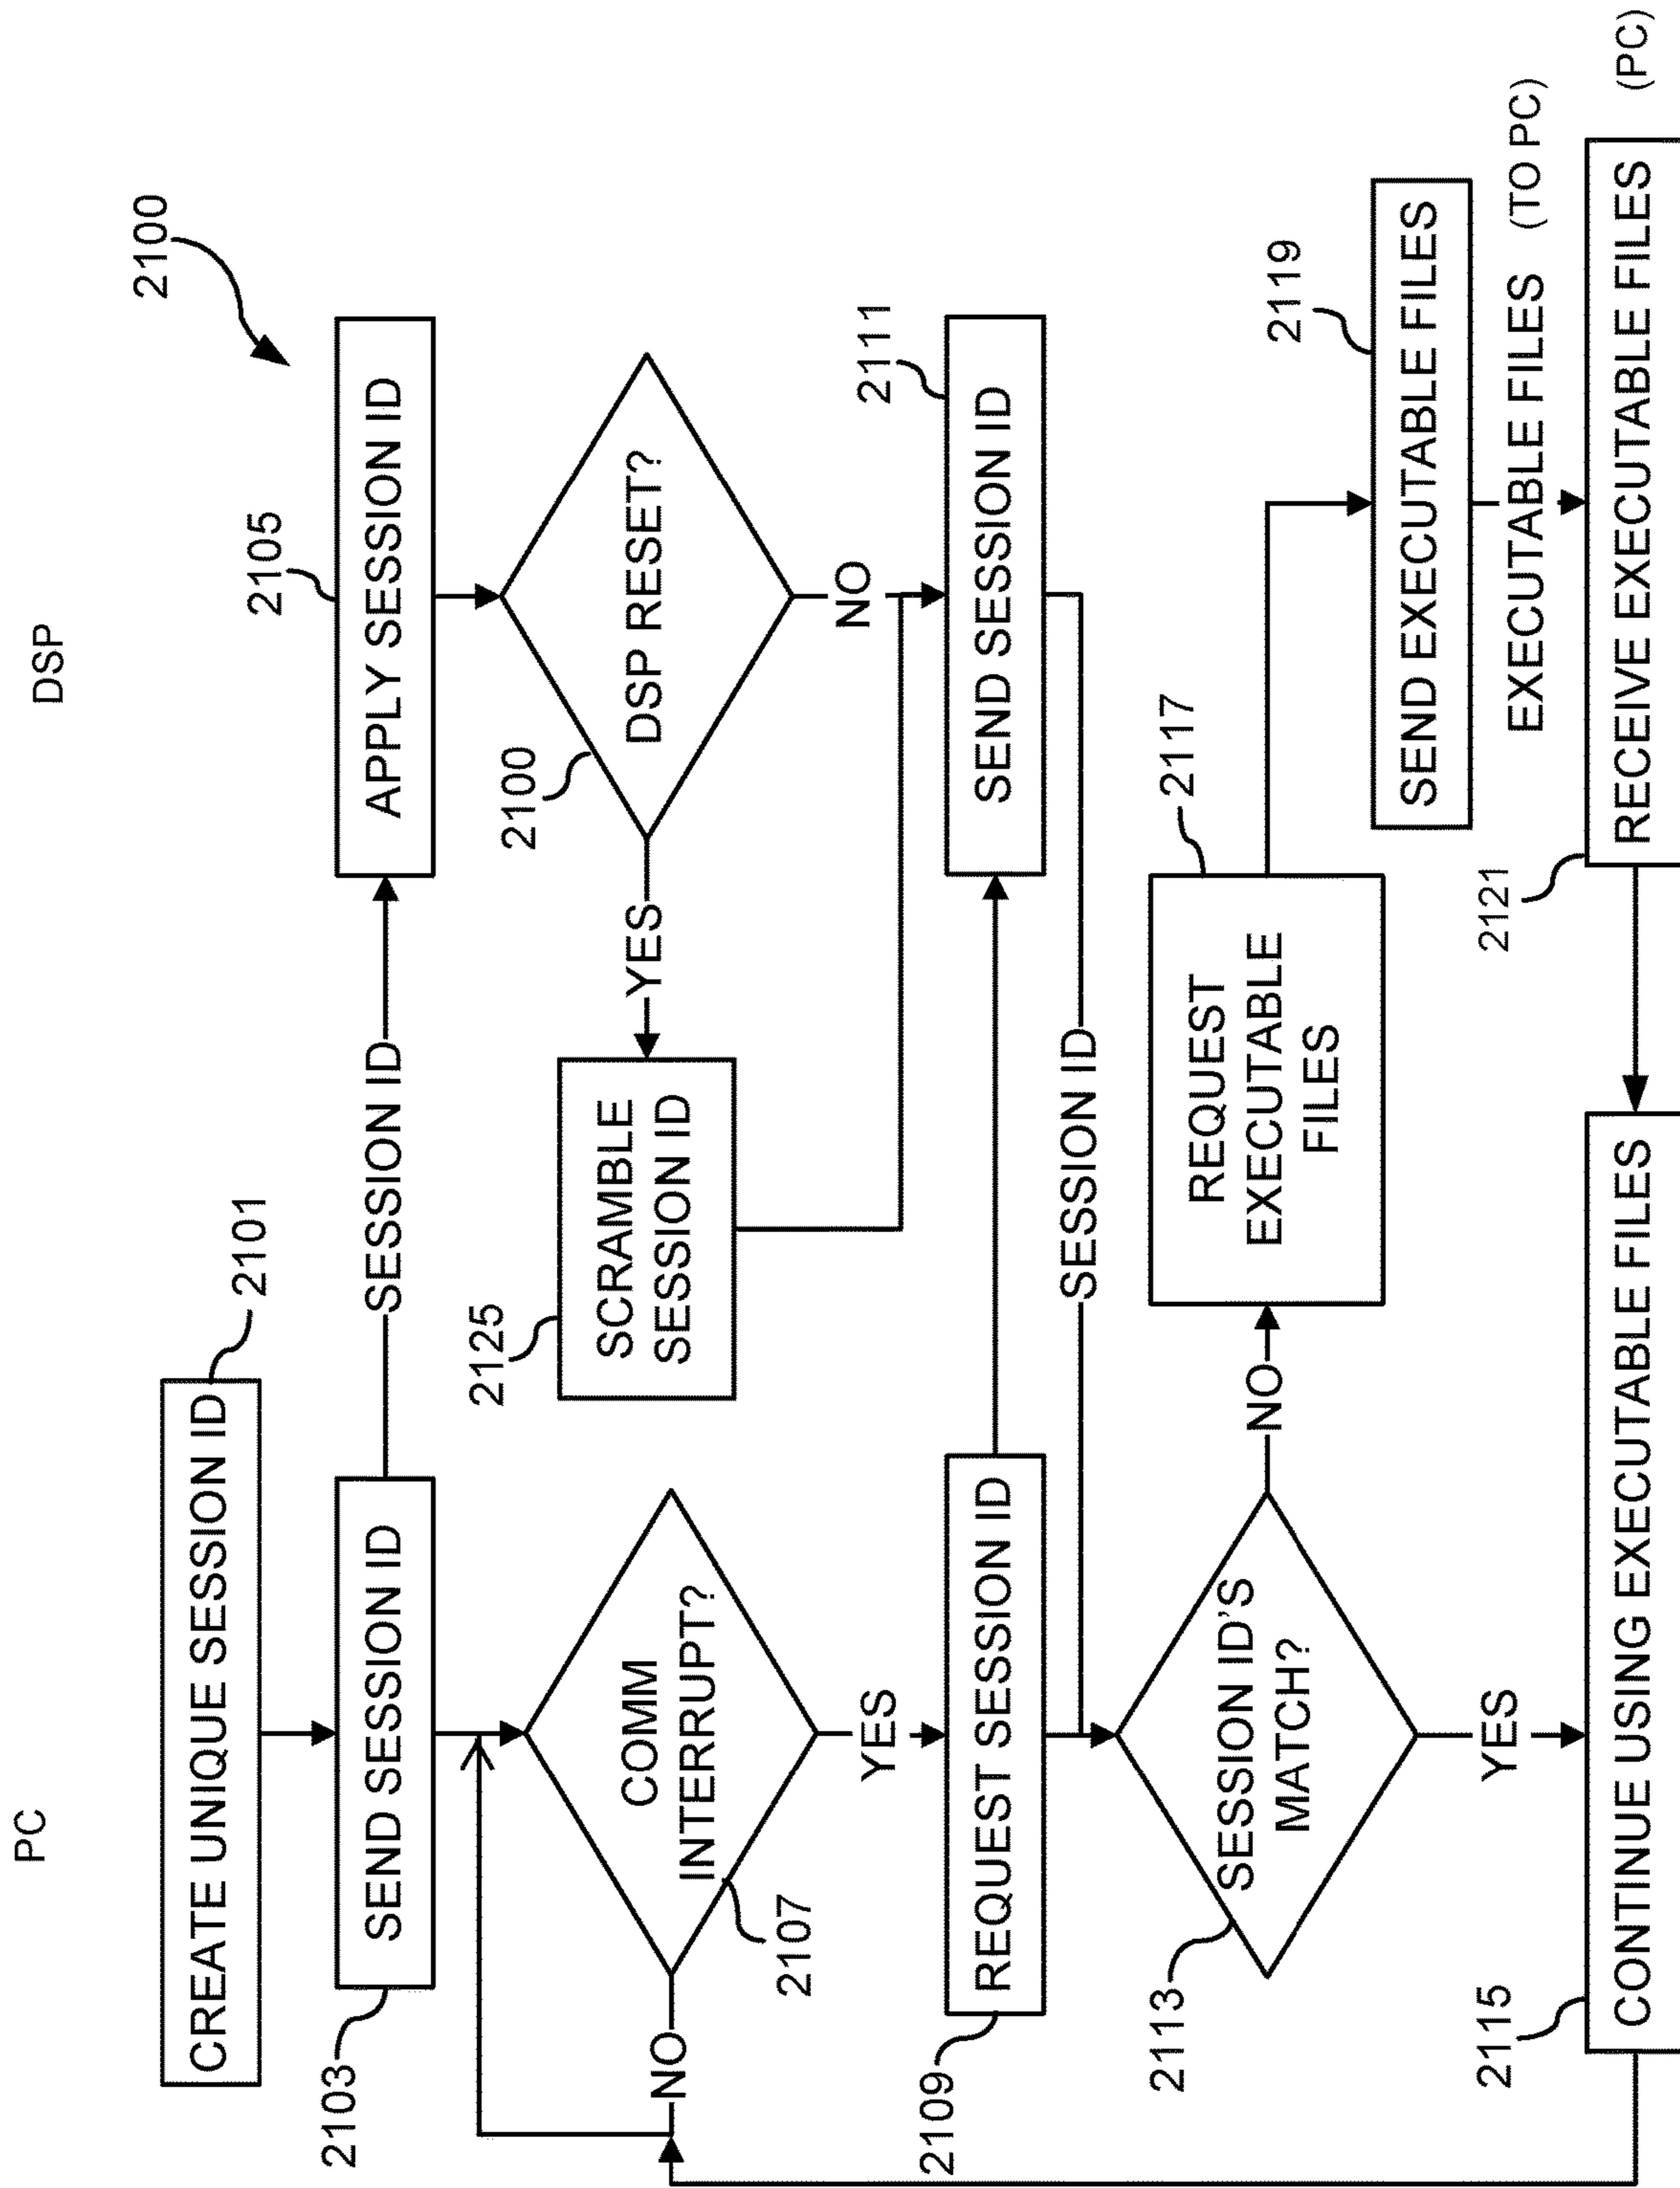 PC
DSP
2100
CREATE UNIQUE SESSION ID
2101
2103
SEND SESSION ID
SESSION ID
APPLY SESSION ID
2105
COMM
INTERRUPT?
2107
NO
YES
DSP RESET?
2100
YES
NO
SCRAMBLE
SESSION ID
2125
REQUEST SESSION ID
2109
SEND SESSION ID
2111
SESSION ID
SESSION ID'S
MATCH?
2113
NO
YES
REQUEST
EXECUTABLE
FILES
2117
SEND EXECUTABLE FILES
2119
EXECUTABLE FILES
(TO PC)
CONTINUE USING EXECUTABLE FILES
2115
RECEIVE EXECUTABLE FILES
2121
(PC)